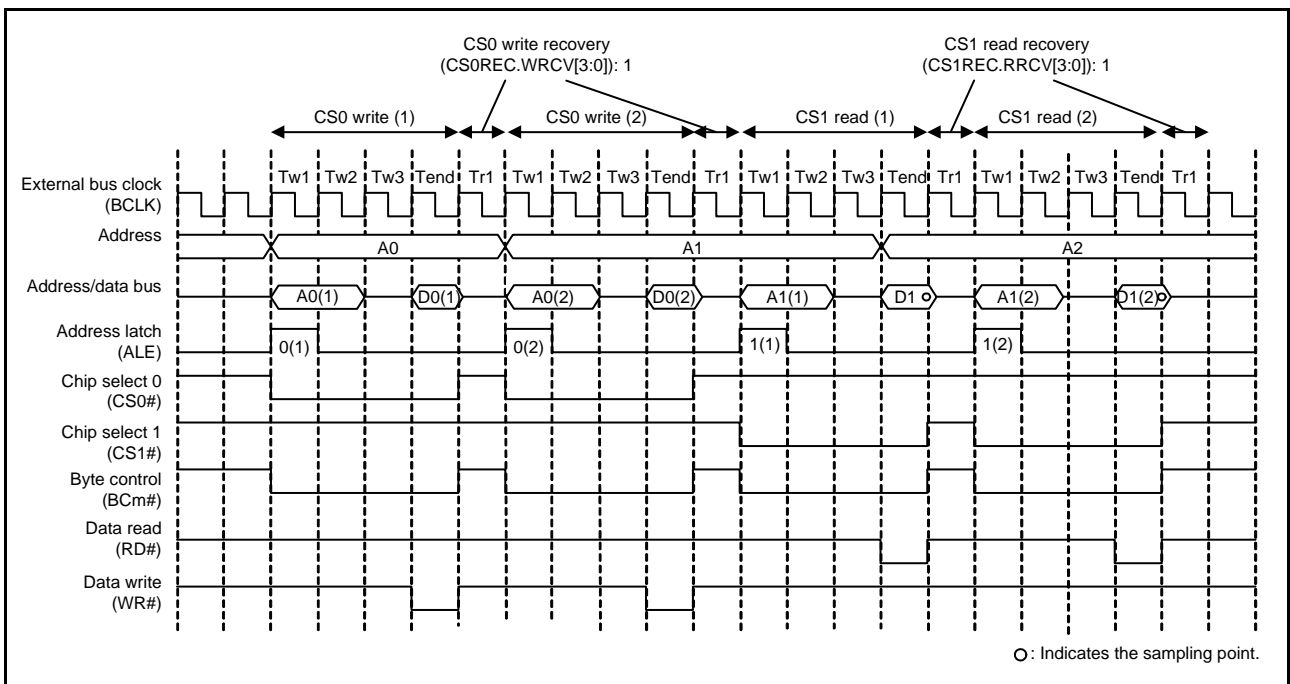 CS0 write recovery
(CS0REC.WRCV[3:0]): 1
CS1 read recovery
(CS1REC.RRCV[3:0]): 1
CS0 write (1)
CS0 write (2)
CS1 read (1)
CS1 read (2)
Tw1 Tw2 Tw3 Tend Tr1 Tw1 Tw2 Tw3 Tend Tr1 Tw1 Tw2 Tw3 Tend Tr1 Tw1 Tw2 Tw3 Tend Tr1
External bus clock
(BCLK)
Address
A0 A1 A2
Address/data bus
A0(1) D0(1) A0(2) D0(2) A1(1) D1 A1(2) D1(2)
Address latch
(ALE)
0(1) 0(2) 1(1) 1(2)
Chip select 0
(CS0#)
Chip select 1
(CS1#)
Byte control
(BCm#)
Data read
(RD#)
Data write
(WR#)
: Indicates the sampling point.